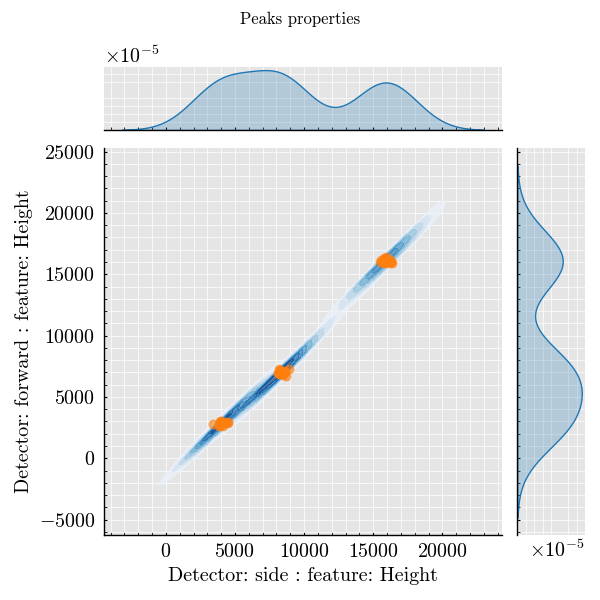 Peaks properties
×10⁻⁵
25000
20000
15000
10000
5000
0
−5000
Detector: forward : feature: Height
0 5000 10000 15000 20000
×10⁻⁵
Detector: side : feature: Height